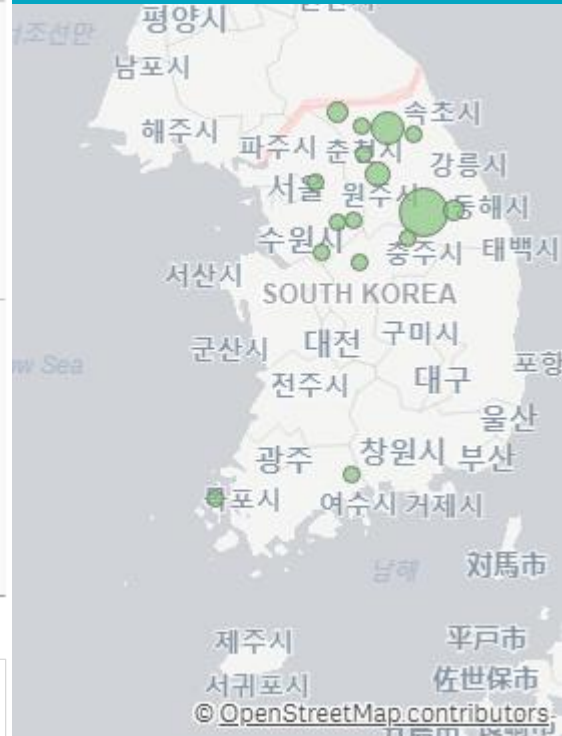 평양시
남포시
속초시
해주시
파주시
춘천시
강릉시
서울
원주시
동해시
수원시
충주시
태백시
서산시
SOUTH KOREA
군산시
대전
구미시
ow Sea
포항
전주시
대구
울산
광주
창원시
부산
목포시
여수시
거제시
남해
対馬市
제주시
平戸市
서귀포시
佐世保市
© OpenStreetMap contributors